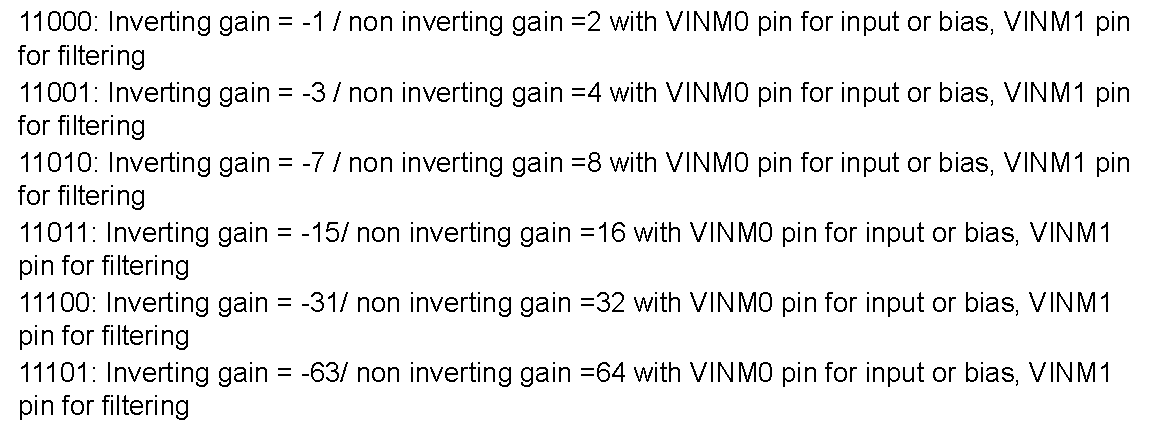 11000: Inverting gain = -1 / non inverting gain =2 with VINM0 pin for input or bias, VINM1 pin
for filtering
11001: Inverting gain = -3 / non inverting gain =4 with VINM0 pin for input or bias, VINM1 pin
for filtering
11010: Inverting gain = -7 / non inverting gain =8 with VINM0 pin for input or bias, VINM1 pin
for filtering
11011: Inverting gain = -15/ non inverting gain =16 with VINM0 pin for input or bias, VINM1
pin for filtering
11100: Inverting gain = -31/ non inverting gain =32 with VINM0 pin for input or bias, VINM1
pin for filtering
11101: Inverting gain = -63/ non inverting gain =64 with VINM0 pin for input or bias, VINM1
pin for filtering